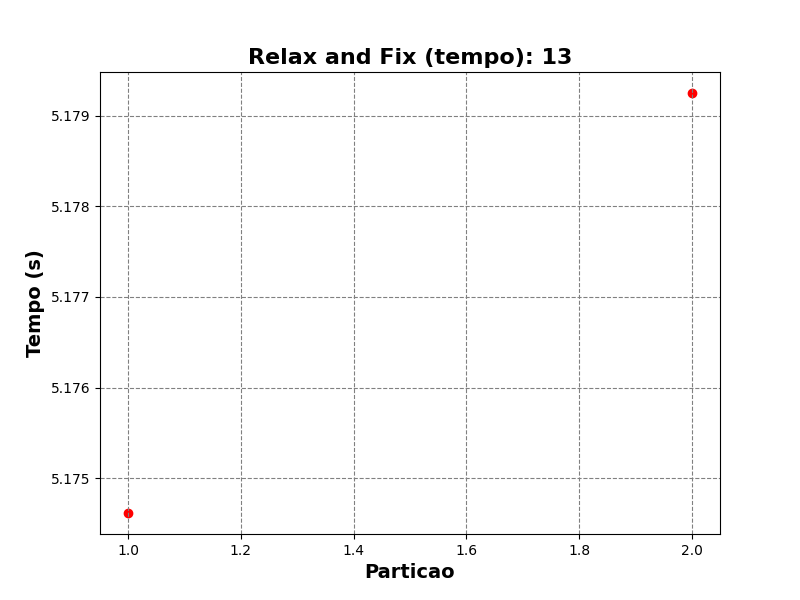 Relax and Fix (tempo): 13
5.179
5.178
5.177
5.176
5.175
Tempo (s)
1.0 1.2 1.4 1.6 1.8 2.0
Particao